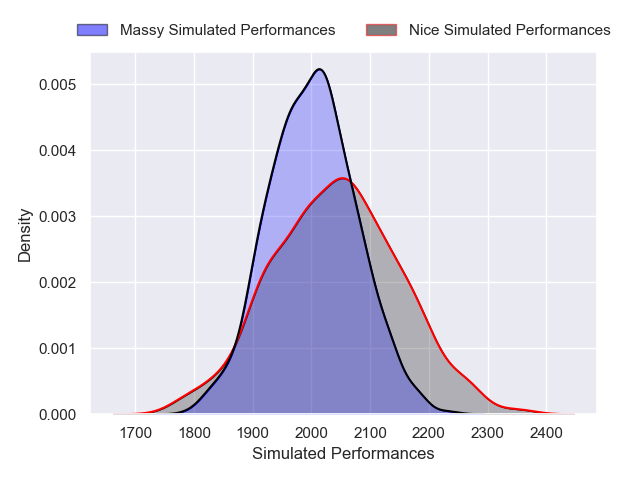 Massy Simulated Performances Nice Simulated Performances
0.005
0.004
0.003
0.002
0.001
0.000
Density
1700 1800 1900 2000 2100 2200 2300 2400
Simulated Performances